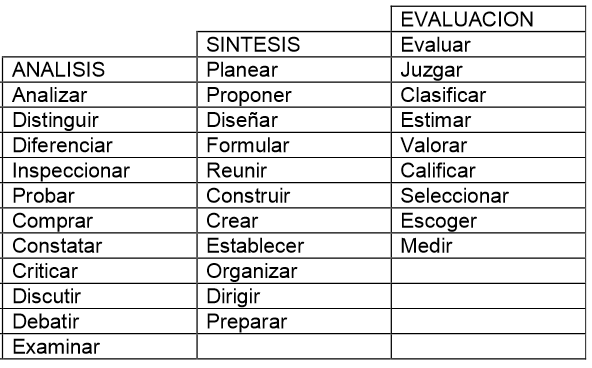 EVALUACION
SINTESIS Evaluar
ANALISIS Planear Juzgar
Analizar Proponer Clasificar
Distinguir Diseñar Estimar
Diferenciar Formular Valorar
Inspeccionar Reunir Calificar
Probar Construir Seleccionar
Comprar Crear Escoger
Constatar Establecer Medir
Criticar Organizar
Discutir Dirigir
Debatir Preparar
Examinar